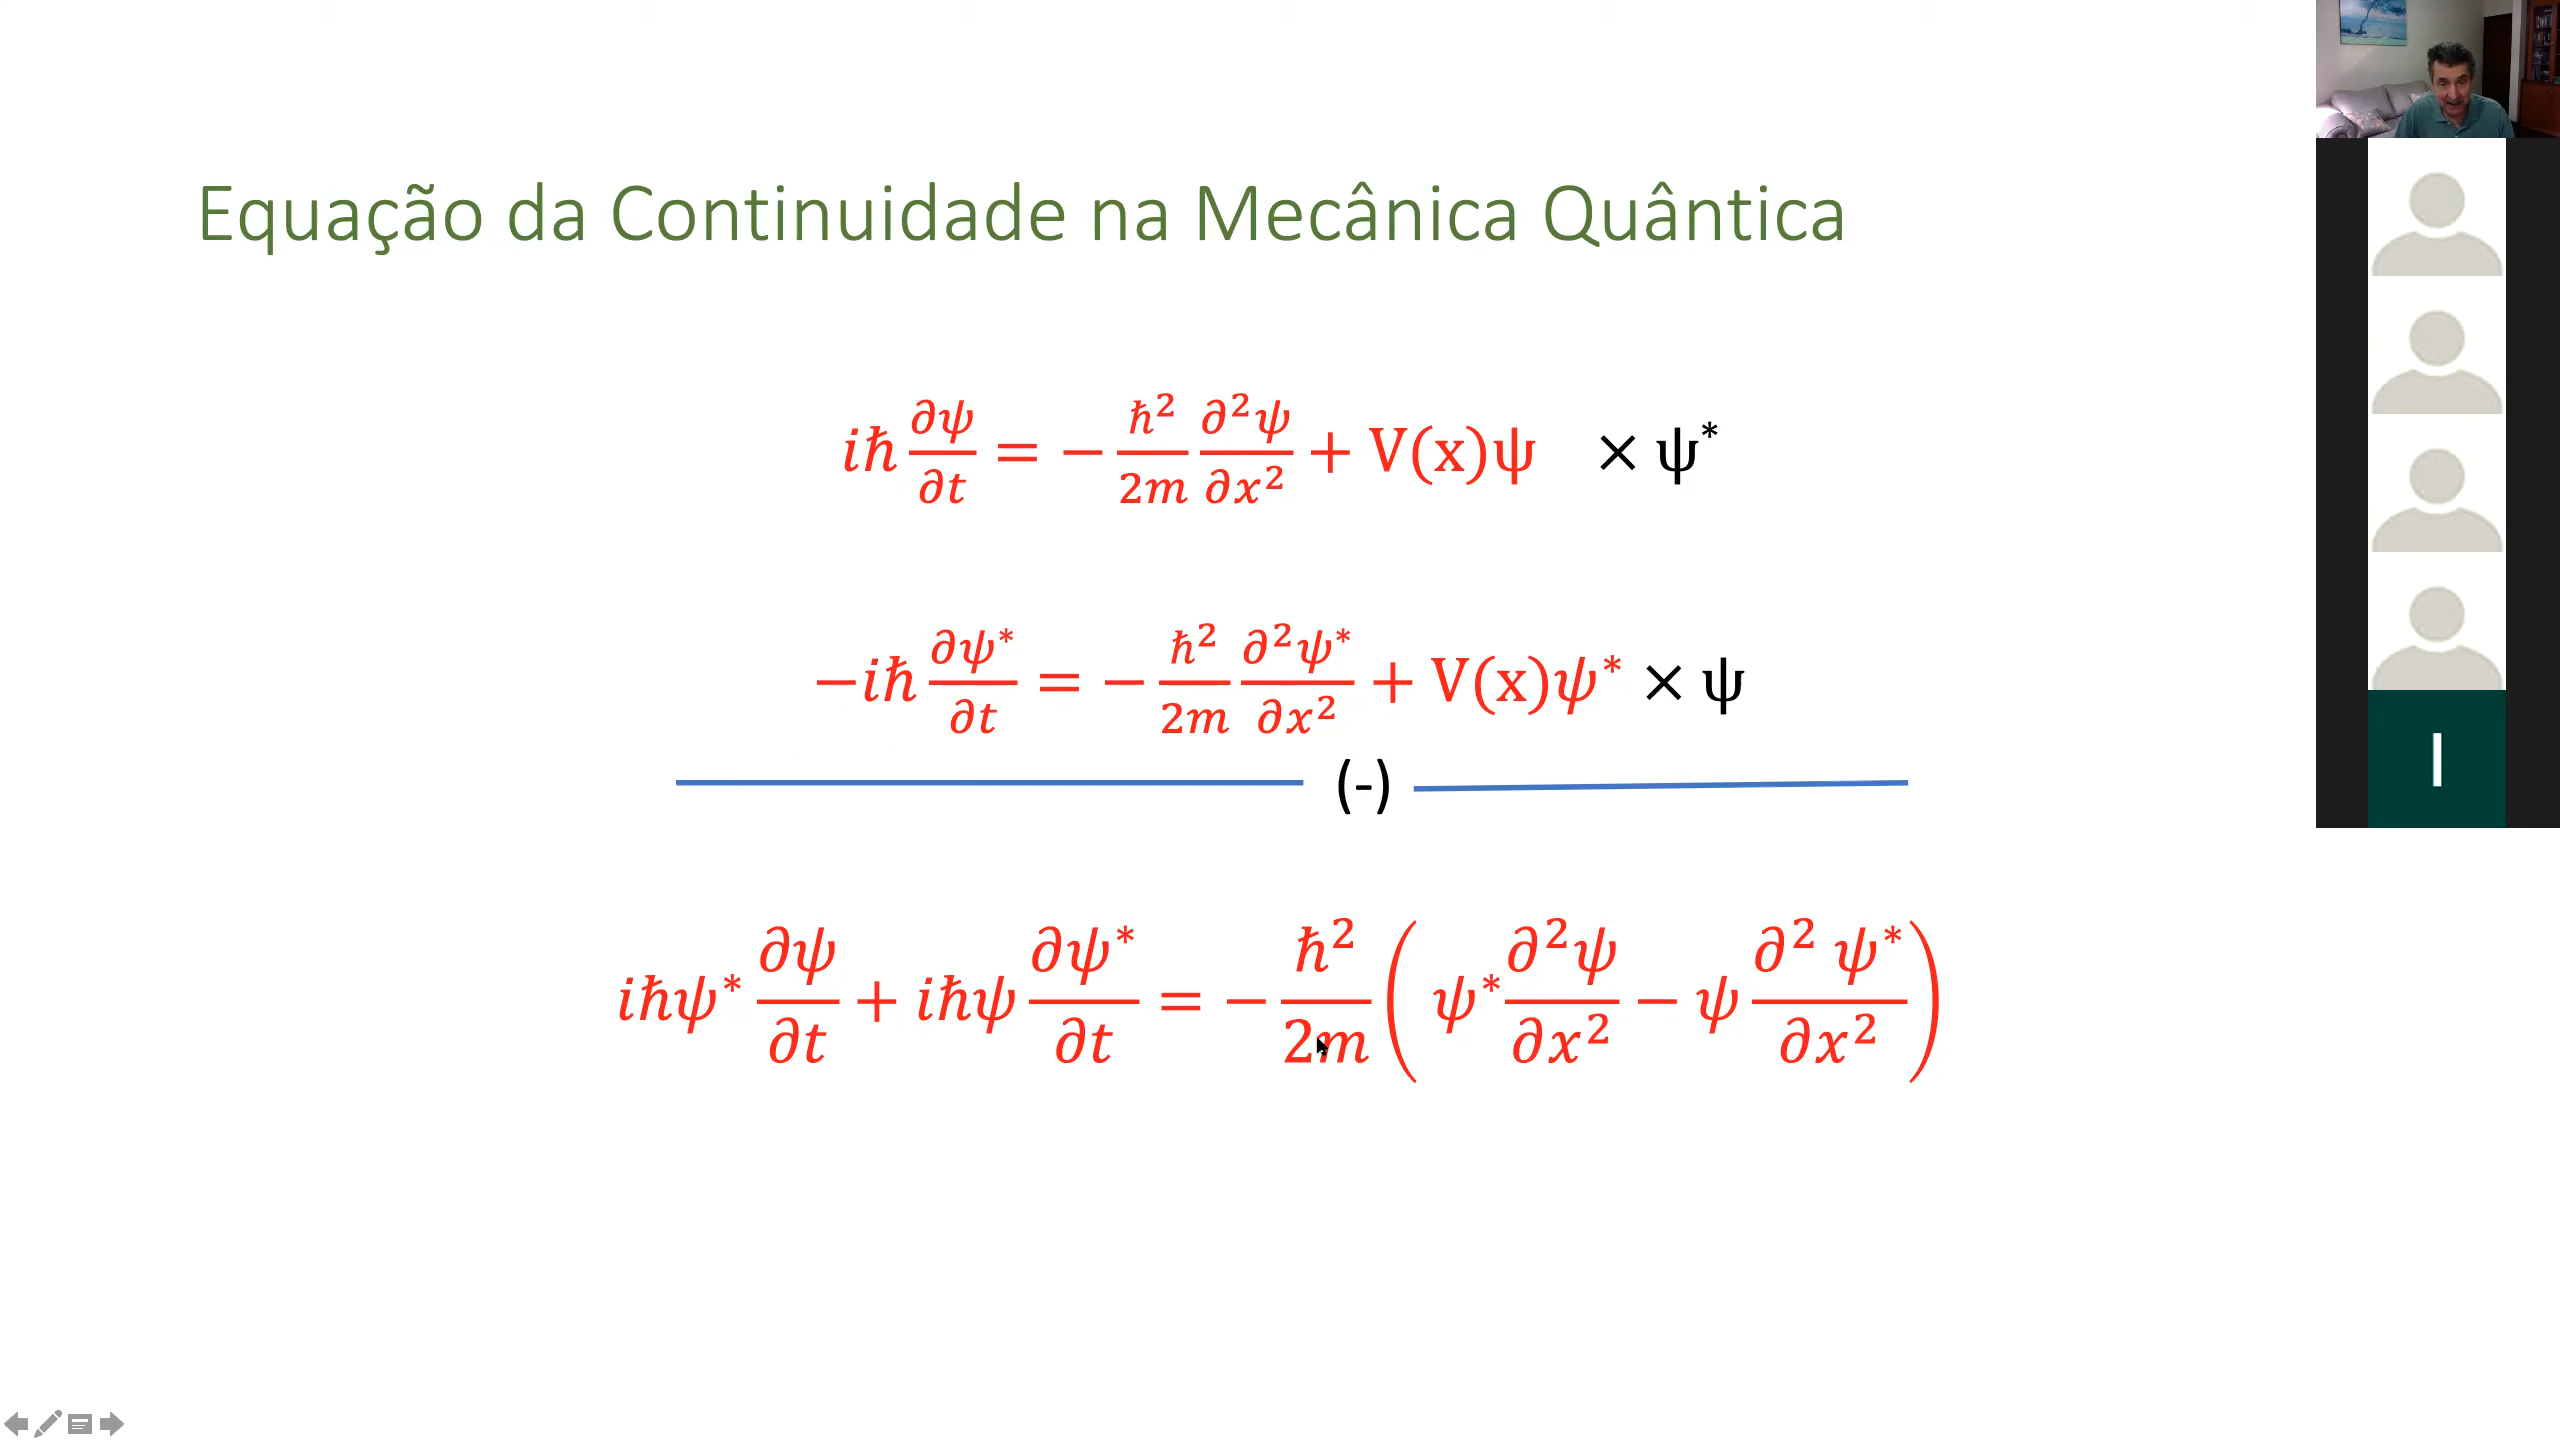 Equação da Continuidade na Mecânica Quântica
iħ ∂ψ/∂t = − ħ²/2m ∂²ψ/∂x² + V(x)ψ × ψ*
−iħ ∂ψ*/∂t = − ħ²/2m ∂²ψ*/∂x² + V(x)ψ* × ψ
(-)
iħψ* ∂ψ/∂t + iħψ ∂ψ*/∂t = − ħ²/2m ( ψ* ∂²ψ/∂x² − ψ ∂² ψ*/∂x² )
I